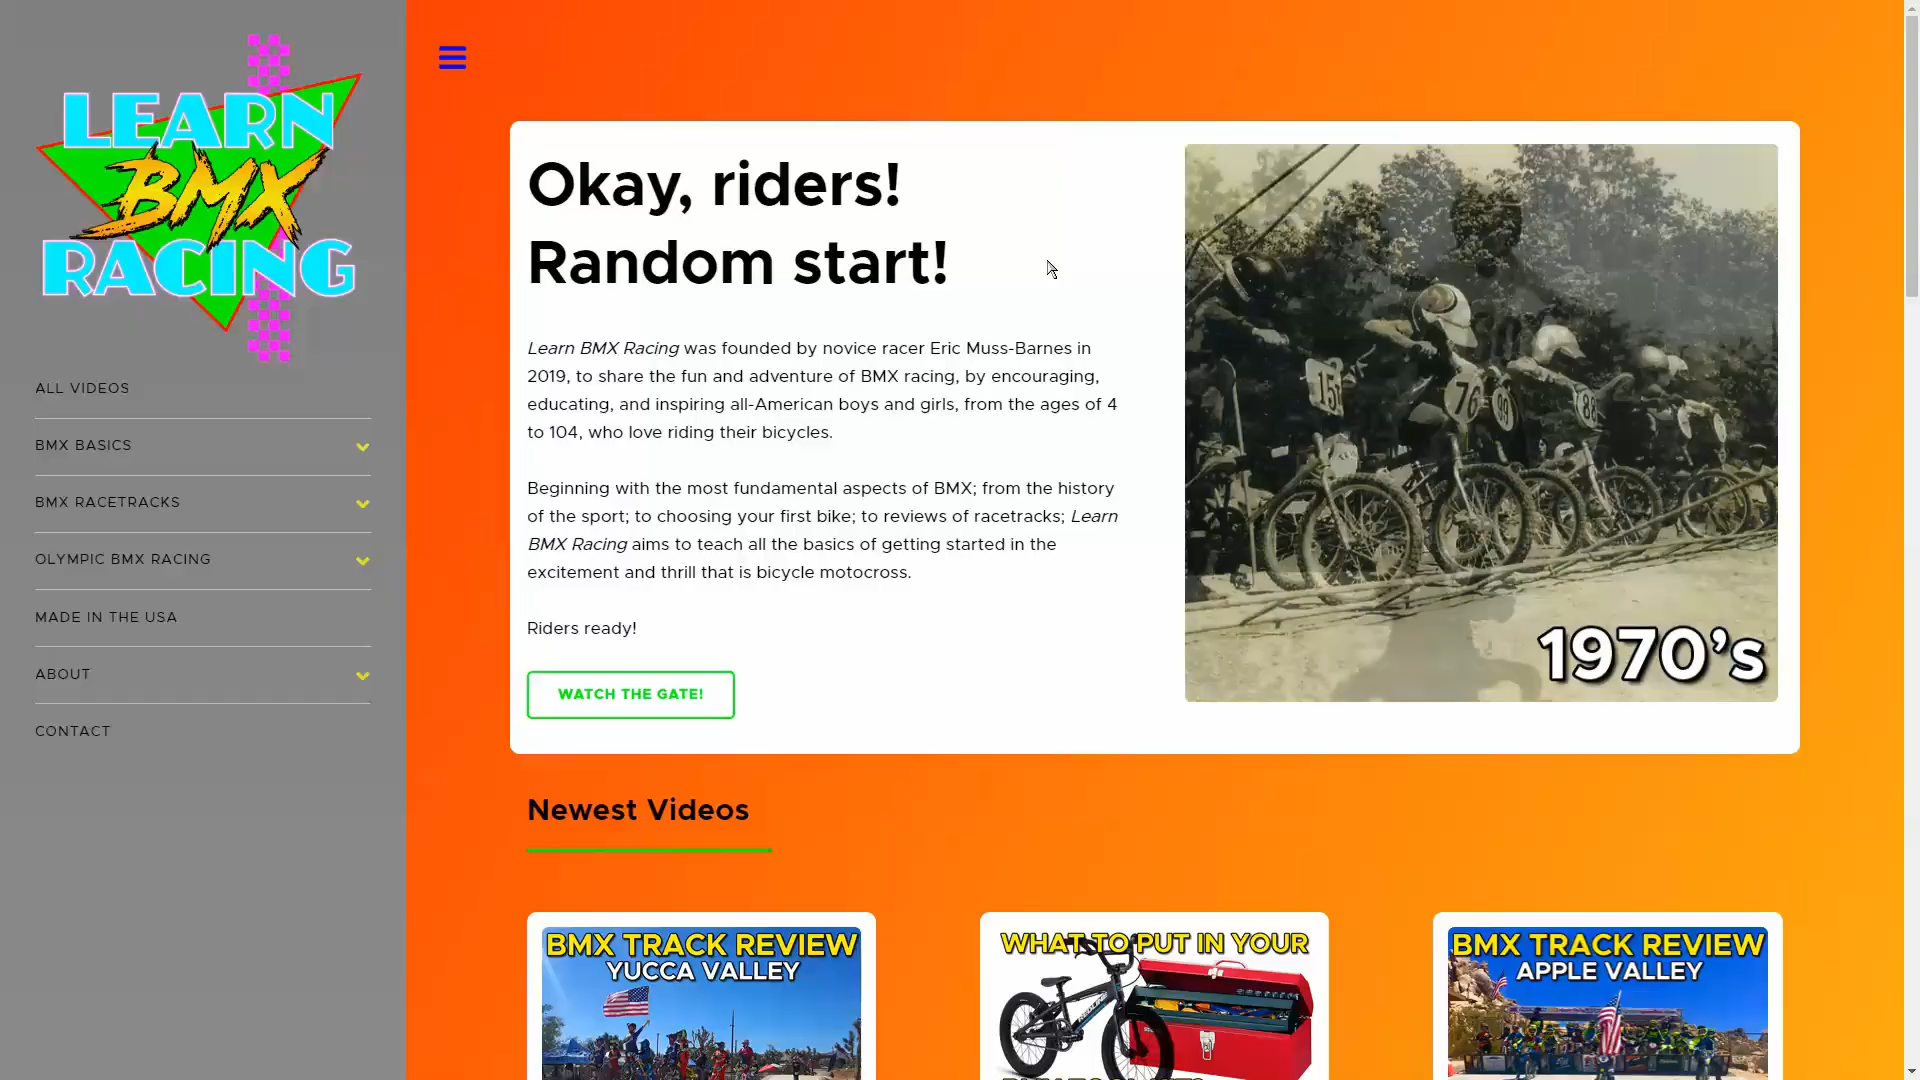 LEARN
BMX
RACING
ALL VIDEOS
BMX BASICS
BMX RACETRACKS
OLYMPIC BMX RACING
MADE IN THE USA
ABOUT
CONTACT
Okay, riders!
Random start!
Learn BMX Racing was founded by novice racer Eric Muss-Barnes in
2019, to share the fun and adventure of BMX racing, by encouraging,
educating, and inspiring all-American boys and girls, from the ages of 4
to 104, who love riding their bicycles.
Beginning with the most fundamental aspects of BMX; from the history
of the sport; to choosing your first bike; to reviews of racetracks; Learn
BMX Racing aims to teach all the basics of getting started in the
excitement and thrill that is bicycle motocross.
Riders ready!
WATCH THE GATE!
76
99
88
1970's
Newest Videos
BMX TRACK REVIEW
YUCCA VALLEY
WHAT TO PUT IN YOUR
BMX TRACK REVIEW
APPLE VALLEY